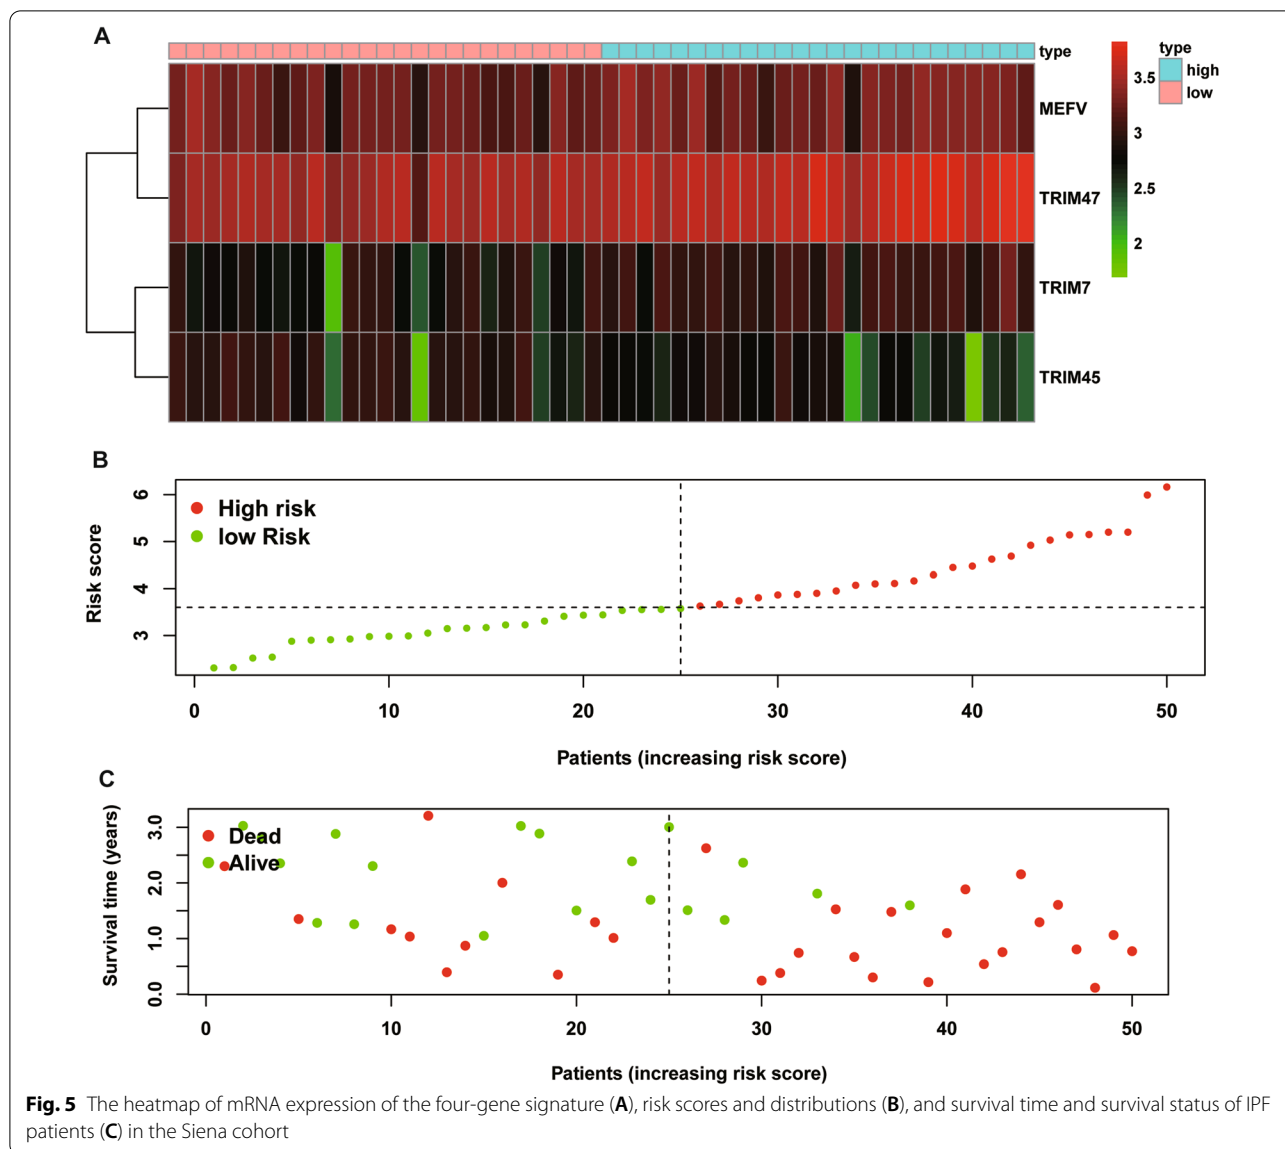 A
type
type
high
low
3.5
3
2.5
2
MEFV
TRIM47
TRIM7
TRIM45
B
High risk
low Risk
Risk score
6
5
4
3
0 10 20 30 40 50
Patients (increasing risk score)
C
Dead
Alive
Survival time (years)
3.0
2.0
1.0
0.0
0 10 20 30 40 50
Patients (increasing risk score)
Fig. 5 The heatmap of mRNA expression of the four-gene signature (A), risk scores and distributions (B), and survival time and survival status of IPF
patients (C) in the Siena cohort